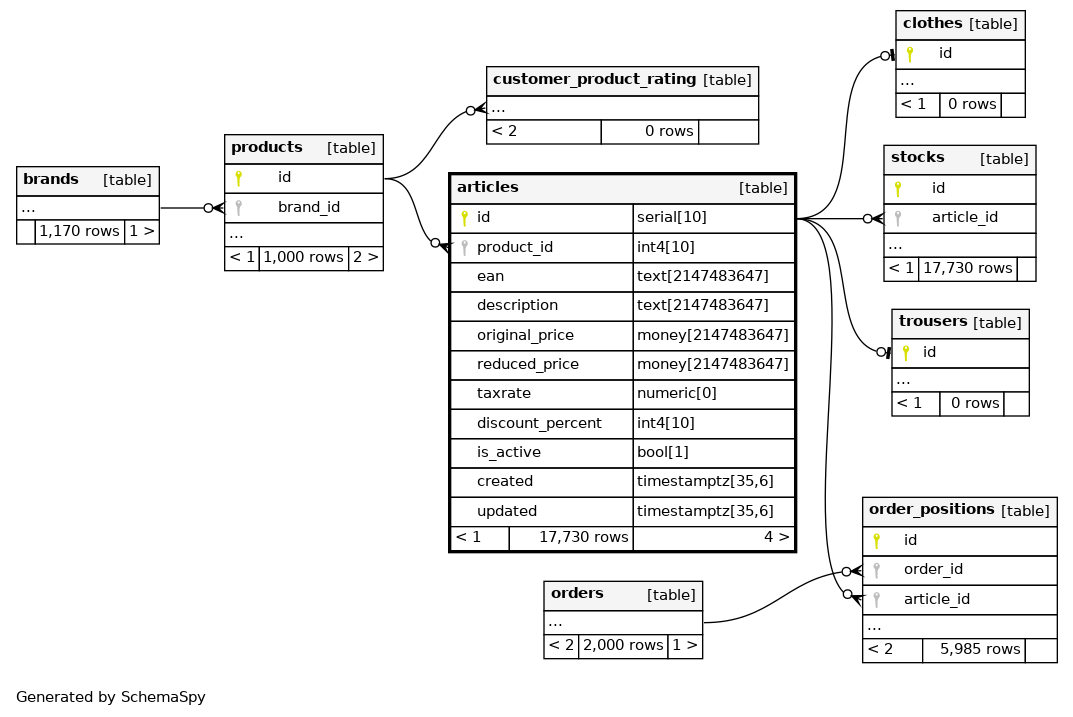 brands [table]
...
1,170 rows 1 >
products [table]
id
brand_id
...
< 1 1,000 rows 2 >
customer_product_rating [table]
...
< 2 0 rows
articles [table]
id serial[10]
product_id int4[10]
ean text[2147483647]
description text[2147483647]
original_price money[2147483647]
reduced_price money[2147483647]
taxrate numeric[0]
discount_percent int4[10]
is_active bool[1]
created timestamptz[35,6]
updated timestamptz[35,6]
< 1 17,730 rows 4 >
orders [table]
...
< 2 2,000 rows 1 >
clothes [table]
id
...
< 1 0 rows
stocks [table]
id
article_id
...
< 1 17,730 rows
trousers [table]
id
...
< 1 0 rows
order_positions [table]
id
order_id
article_id
...
< 2 5,985 rows
Generated by SchemaSpy